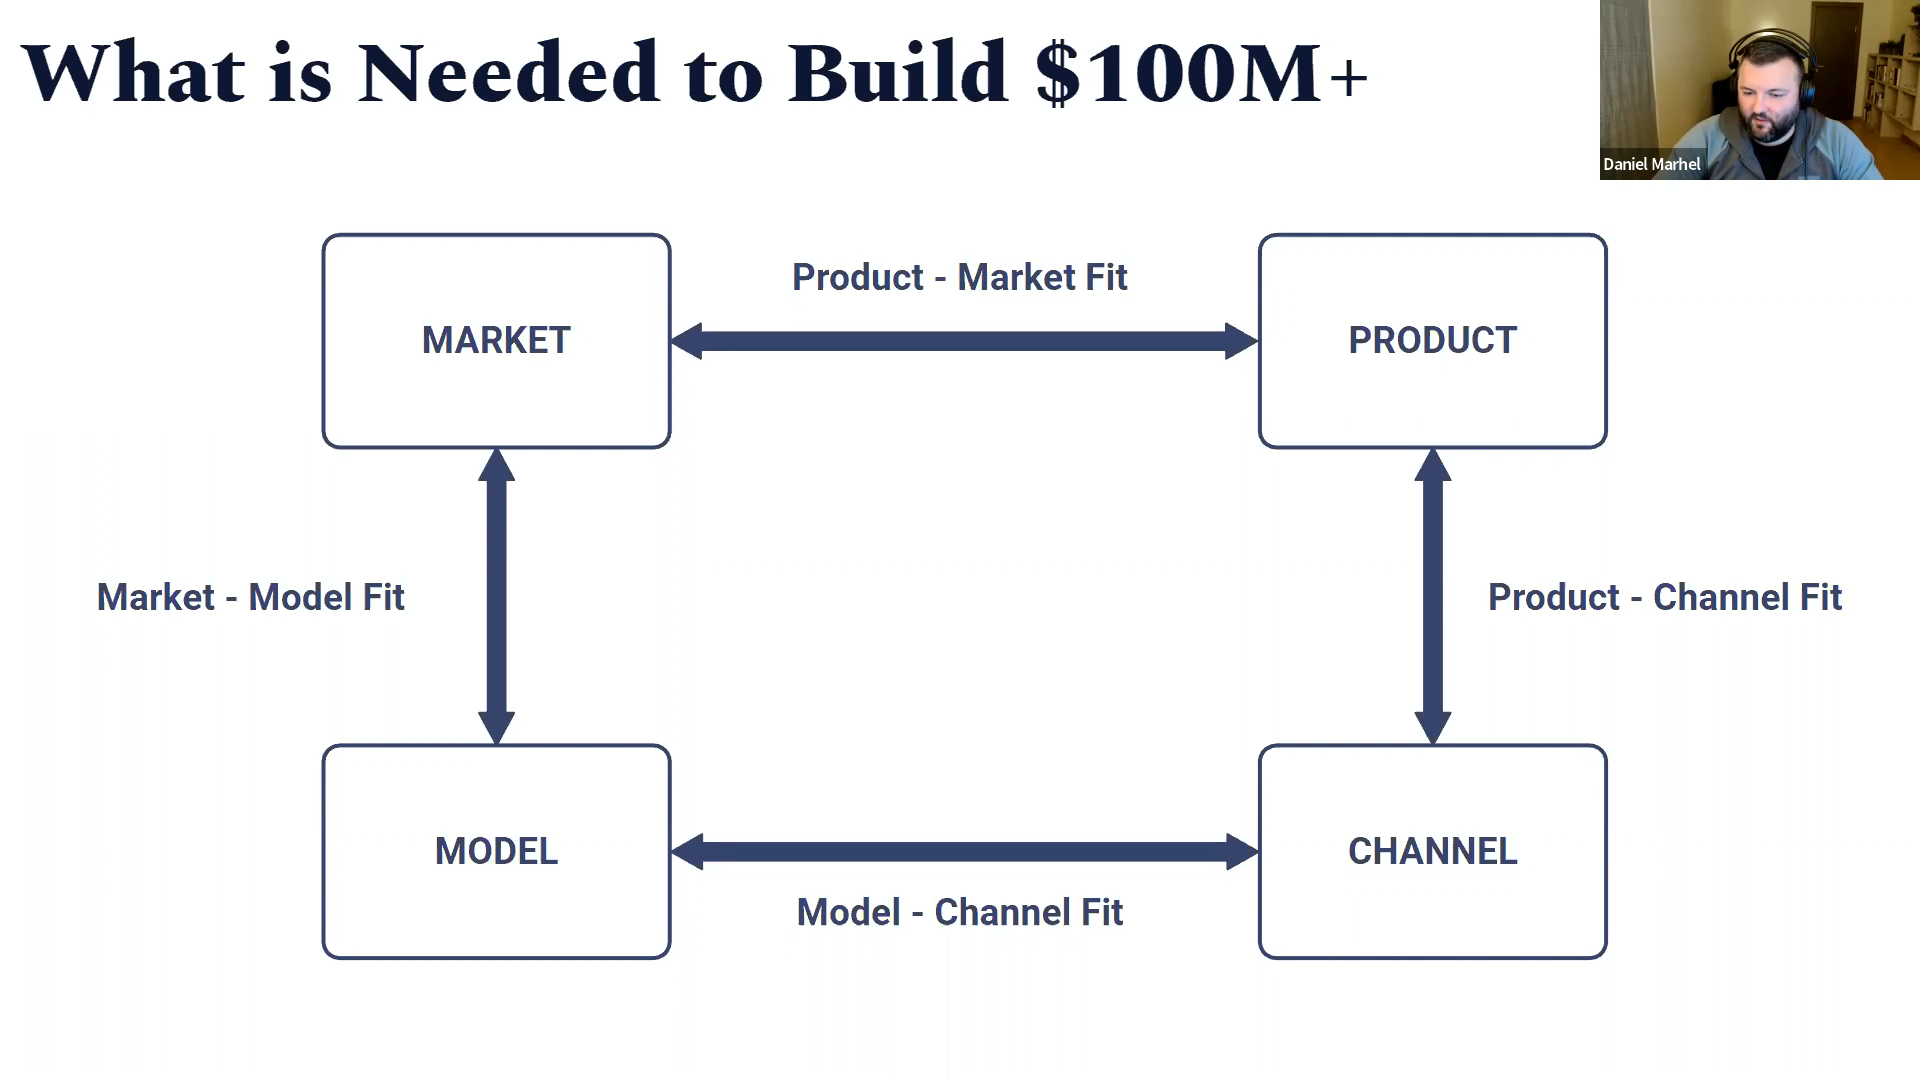 What is Needed to Build $100M+
Daniel Marhel
Product - Market Fit
MARKET
PRODUCT
Market - Model Fit
Product - Channel Fit
MODEL
CHANNEL
Model - Channel Fit